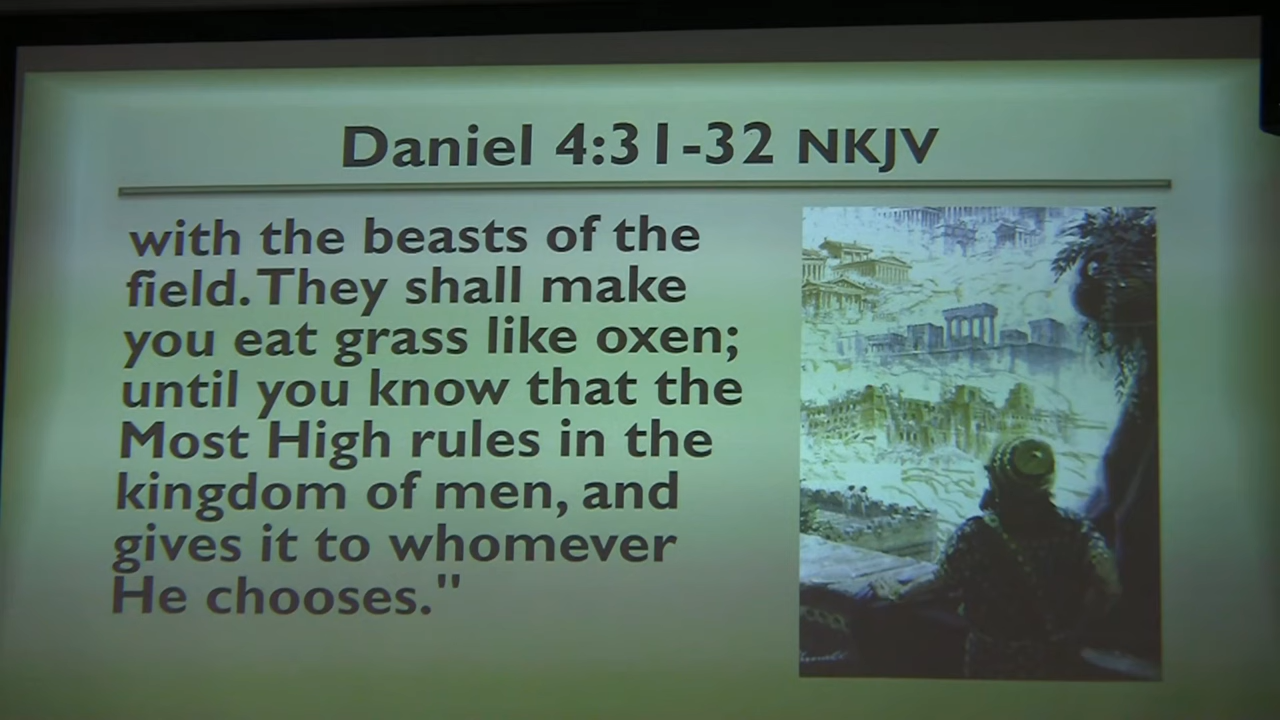 Daniel 4:31-32 NKJV
with the beasts of the
field. They shall make
you eat grass like oxen;
until you know that the
Most High rules in the
kingdom of men, and
gives it to whomever
He chooses."